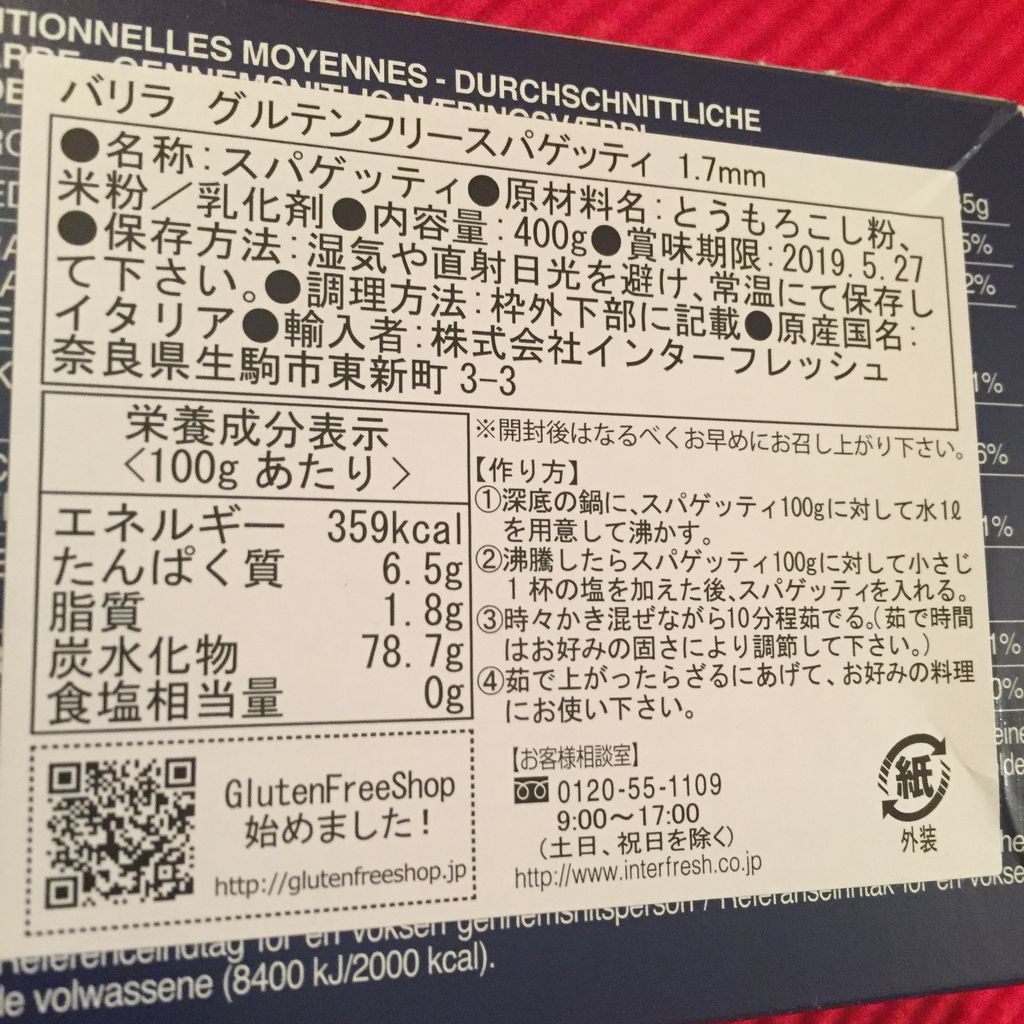 TIONNELLES MOYENNES - DURCHSCHNITTLICHE
バリラ グルテンフリースパゲッティ 1.7mm
●名称:スパゲッティ●原材料名:とうもろこし粉、
米粉／乳化剤●内容量:400g●賞味期限:2019.5.27
●保存方法:湿気や直射日光を避け、常温にて保存し
て下さい。●調理方法:枠外下部に記載●原産国名:
イタリア●輸入者:株式会社インターフレッシュ
奈良県生駒市東新町3-3
栄養成分表示
<100gあたり>
エネルギー 359kcal
たんぱく質 6.5g
脂質 1.8g
炭水化物 78.7g
食塩相当量 0g
※開封後はなるべくお早めにお召し上がり下さい。
【作り方】
①深底の鍋に、スパゲッティ100gに対して水1ℓ
を用意して沸かす。
②沸騰したらスパゲッティ100gに対して小さじ
1杯の塩を加えた後、スパゲッティを入れる。
③時々かき混ぜながら10分程茹でる。(茹で時間
はお好みの固さにより調節して下さい。)
④茹で上がったらざるにあげて、お好みの料理
にお使い下さい。
GlutenFreeShop
始めました!
http://glutenfreeshop.jp
【お客様相談室】
0120-55-1109
9:00～17:00
(土日、祝日を除く)
http://www.interfresh.co.jp
紙
外装
5g
5%
2%
1%
6%
1%
1%
0%
le volwassene (8400 kJ/2000 kcal).